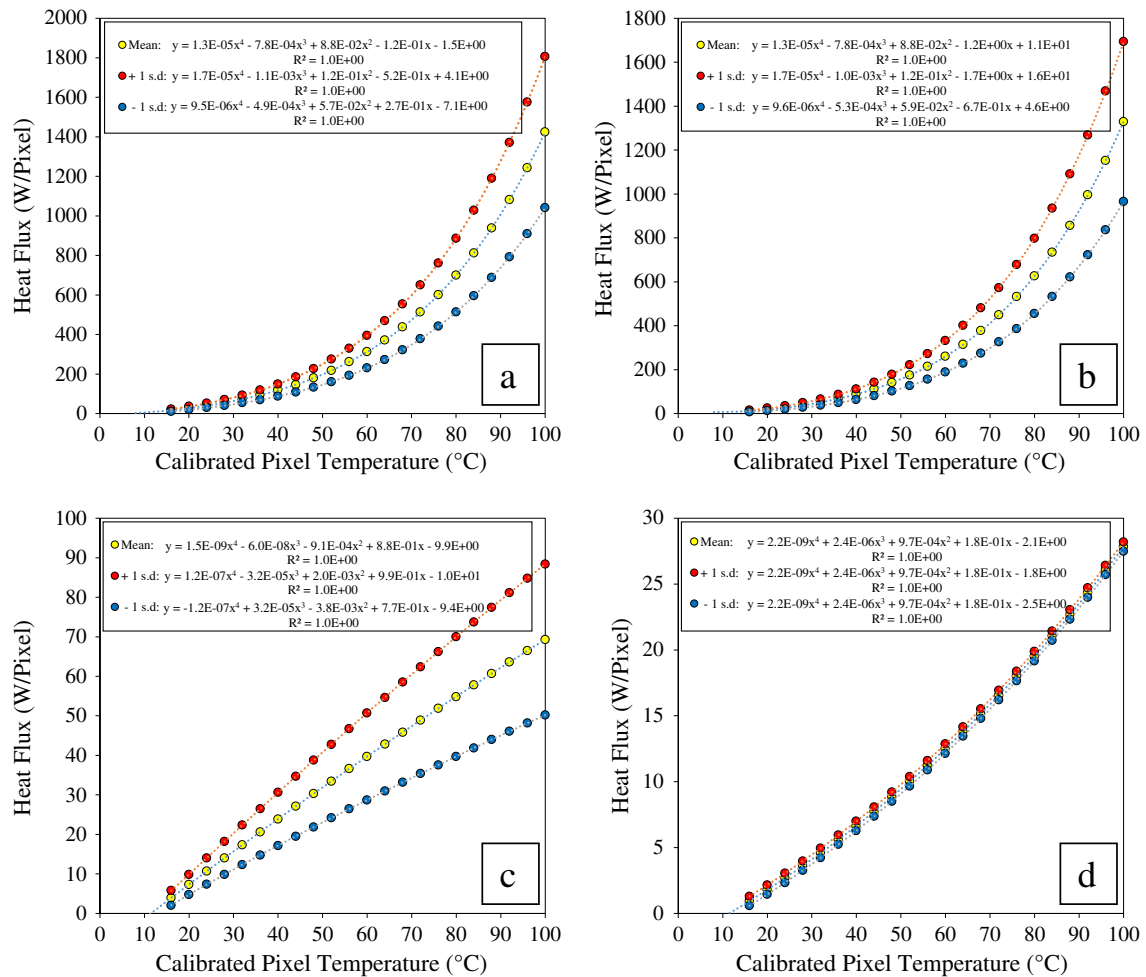 2000
1800
1600
1400
1200
1000
800
600
400
200
0
Heat Flux (W/Pixel)
Mean: y = 1.3E-05x⁴ - 7.8E-04x³ + 8.8E-02x² - 1.2E-01x - 1.5E+00
R² = 1.0E+00
+ 1 s.d: y = 1.7E-05x⁴ - 1.1E-03x³ + 1.2E-01x² - 5.2E-01x + 4.1E+00
R² = 1.0E+00
- 1 s.d: y = 9.5E-06x⁴ - 4.9E-04x³ + 5.7E-02x² + 2.7E-01x - 7.1E+00
R² = 1.0E+00
a
0 10 20 30 40 50 60 70 80 90 100
Calibrated Pixel Temperature (°C)
1800
1600
1400
1200
1000
800
600
400
200
0
Heat Flux (W/Pixel)
Mean: y = 1.3E-05x⁴ - 7.8E-04x³ + 8.8E-02x² - 1.2E+00x + 1.1E+01
R² = 1.0E+00
+ 1 s.d: y = 1.7E-05x⁴ - 1.0E-03x³ + 1.2E-01x² - 1.7E+00x + 1.6E+01
R² = 1.0E+00
- 1 s.d: y = 9.6E-06x⁴ - 5.3E-04x³ + 5.9E-02x² - 6.7E-01x + 4.6E+00
R² = 1.0E+00
b
0 10 20 30 40 50 60 70 80 90 100
Calibrated Pixel Temperature (°C)
100
90
80
70
60
50
40
30
20
10
0
Heat Flux (W/Pixel)
Mean: y = 1.5E-09x⁴ - 6.0E-08x³ - 9.1E-04x² + 8.8E-01x - 9.9E+00
R² = 1.0E+00
+ 1 s.d: y = 1.2E-07x⁴ - 3.2E-05x³ + 2.0E-03x² + 9.9E-01x - 1.0E+01
R² = 1.0E+00
- 1 s.d: y = -1.2E-07x⁴ + 3.2E-05x³ - 3.8E-03x² + 7.7E-01x - 9.4E+00
R² = 1.0E+00
c
0 10 20 30 40 50 60 70 80 90 100
Calibrated Pixel Temperature (°C)
30
25
20
15
10
5
0
Heat Flux (W/Pixel)
Mean: y = 2.2E-09x⁴ + 2.4E-06x³ + 9.7E-04x² + 1.8E-01x - 2.1E+00
R² = 1.0E+00
+ 1 s.d: y = 2.2E-09x⁴ + 2.4E-06x³ + 9.7E-04x² + 1.8E-01x - 1.8E+00
R² = 1.0E+00
- 1 s.d: y = 2.2E-09x⁴ + 2.4E-06x³ + 9.7E-04x² + 1.8E-01x - 2.5E+00
R² = 1.0E+00
d
0 10 20 30 40 50 60 70 80 90 100
Calibrated Pixel Temperature (°C)